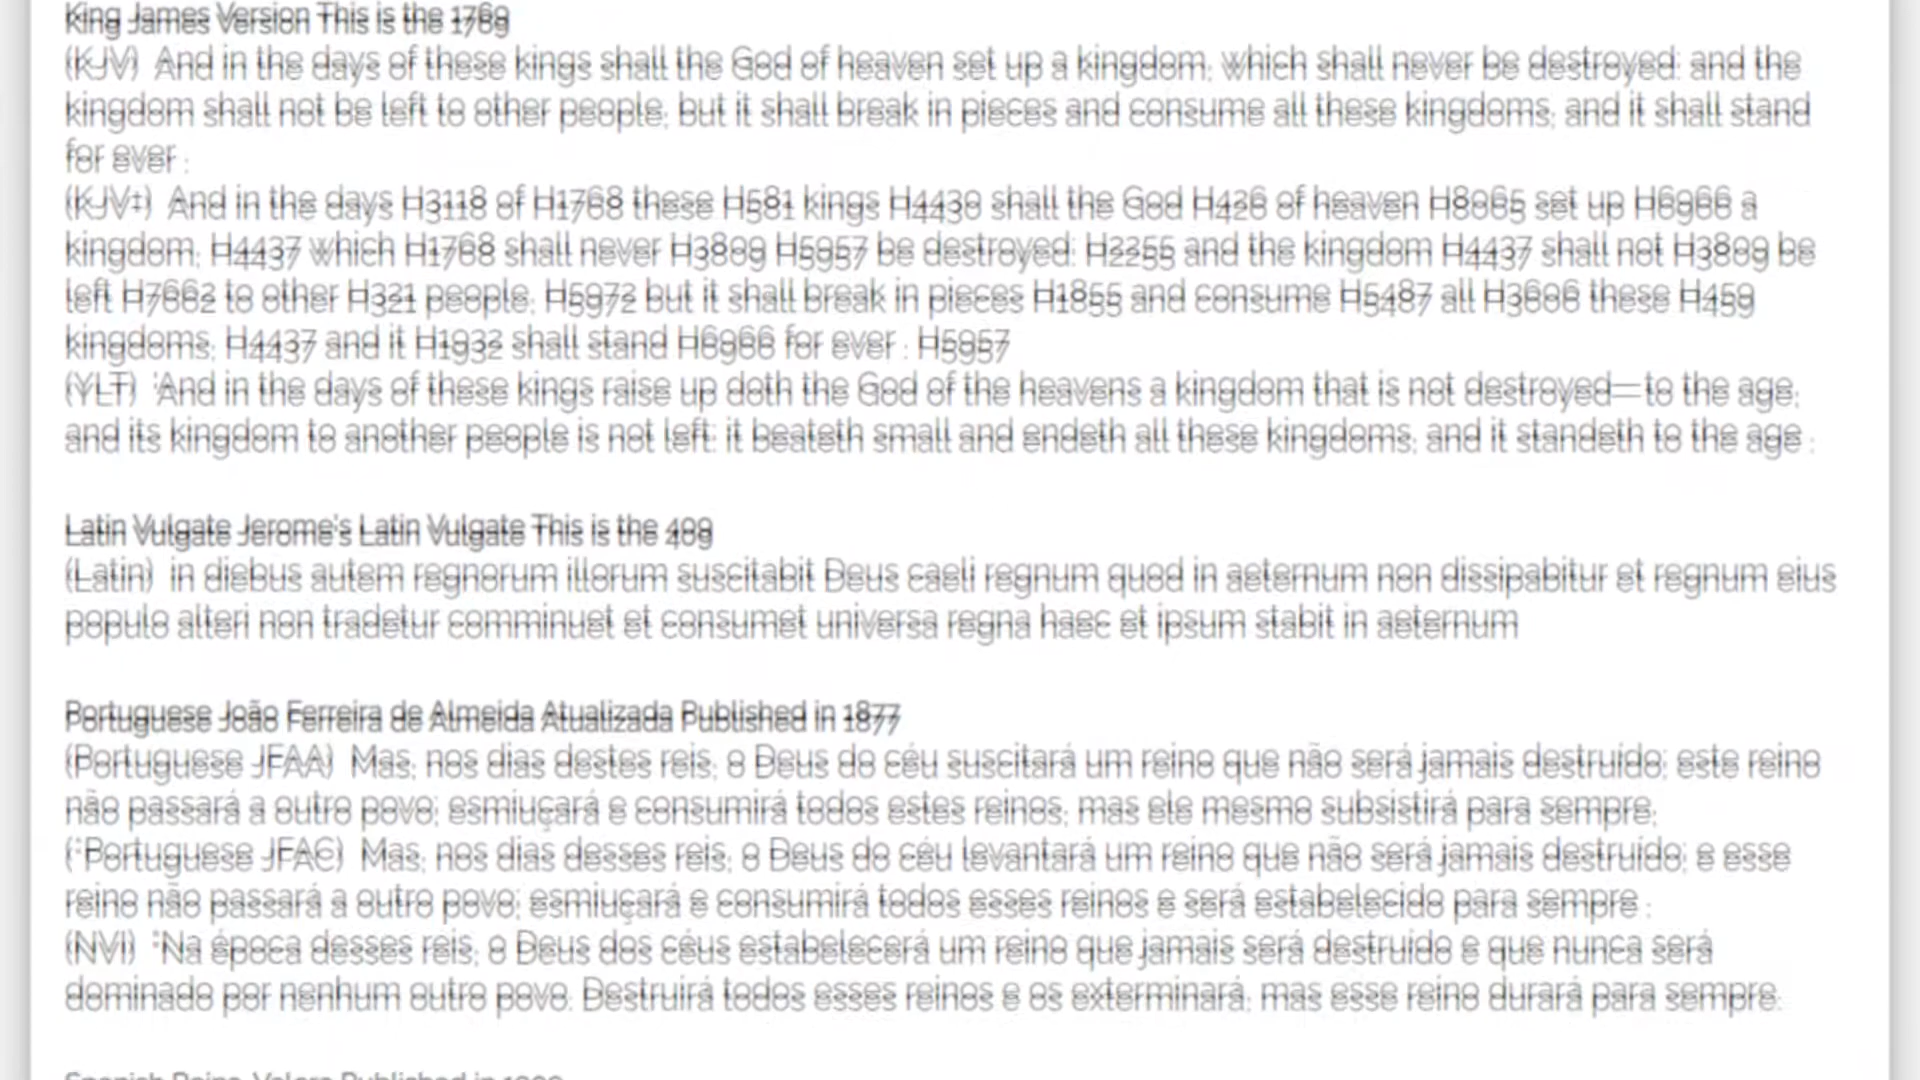 King James Version This is the 1769
(KJV) And in the days of these kings shall the God of heaven set up a kingdom, which shall never be destroyed: and the
kingdom shall not be left to other people, but it shall break in pieces and consume all these kingdoms, and it shall stand
for ever .
(KJV+) And in the days H3118 of H1768 these H581 kings H4430 shall the God H426 of heaven H8065 set up H6966 a
kingdom, H4437 which H1768 shall never H3809 H5957 be destroyed: H2255 and the kingdom H4437 shall not H3809 be
left H7662 to other H321 people, H5972 but it shall break in pieces H1855 and consume H5487 all H3606 these H459
kingdoms, H4437 and it H1932 shall stand H6966 for ever . H5957
(YLT) 'And in the days of these kings raise up doth the God of the heavens a kingdom that is not destroyed—to the age,
and its kingdom to another people is not left: it beateth small and endeth all these kingdoms, and it standeth to the age .
Latin Vulgate Jerome's Latin Vulgate This is the 409
(Latin) in diebus autem regnorum illorum suscitabit Deus caeli regnum quod in aeternum non dissipabitur et regnum eius
populo alteri non tradetur comminuet et consumet universa regna haec et ipsum stabit in aeternum
Portuguese João Ferreira de Almeida Atualizada Published in 1877
(Portuguese JFAA) Mas, nos dias destes reis, o Deus do céu suscitará um reino que não será jamais destruído; este reino
não passará a outro povo; esmiuçará e consumirá todos estes reinos, mas ele mesmo subsistirá para sempre,
("Portuguese JFAC) Mas, nos dias desses reis, o Deus do céu levantará um reino que não será jamais destruído; e esse
reino não passará a outro povo; esmiuçará e consumirá todos esses reinos e será estabelecido para sempre .
(NVI) "Na época desses reis, o Deus dos céus estabelecerá um reino que jamais será destruído e que nunca será
dominado por nenhum outro povo. Destruirá todos esses reinos e os exterminará, mas esse reino durará para sempre.
Spanish Reina-Valera Published in